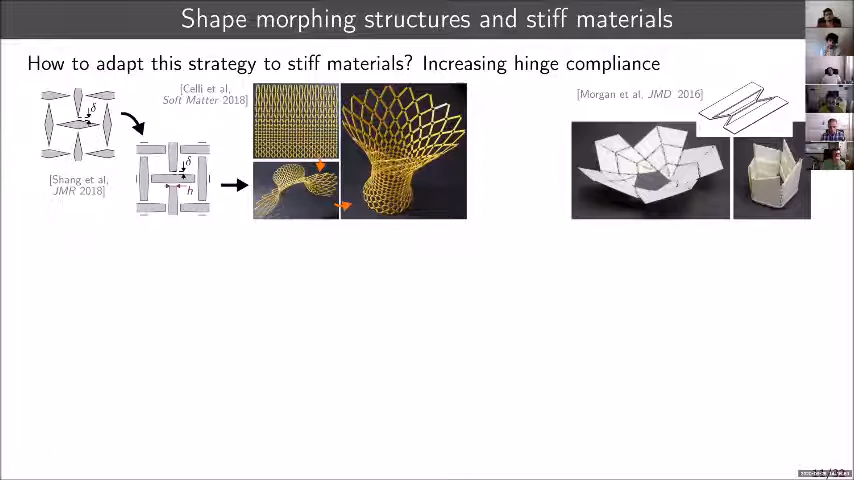 Shape morphing structures and stiff materials
How to adapt this strategy to stiff materials? Increasing hinge compliance
[Celli et al,
Soft Matter 2018]
[Morgan et al, JMD 2016]
δ
[Shang et al,
JMR 2018]
δ
h